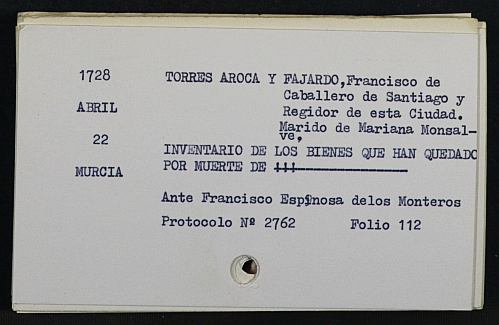 1728 TORRES AROCA Y FAJARDO,Francisco de
Caballero de Santiago y
ABRIL Regidor de esta Ciudad.
Marido de Mariana Monsal-
ve,
22
INVENTARIO DE LOS BIENES QUE HAN QUEDADO
MURCIA POR MUERTE DE
Ante Francisco Espinosa delos Monteros
Protocolo Nº 2762 Folio 112